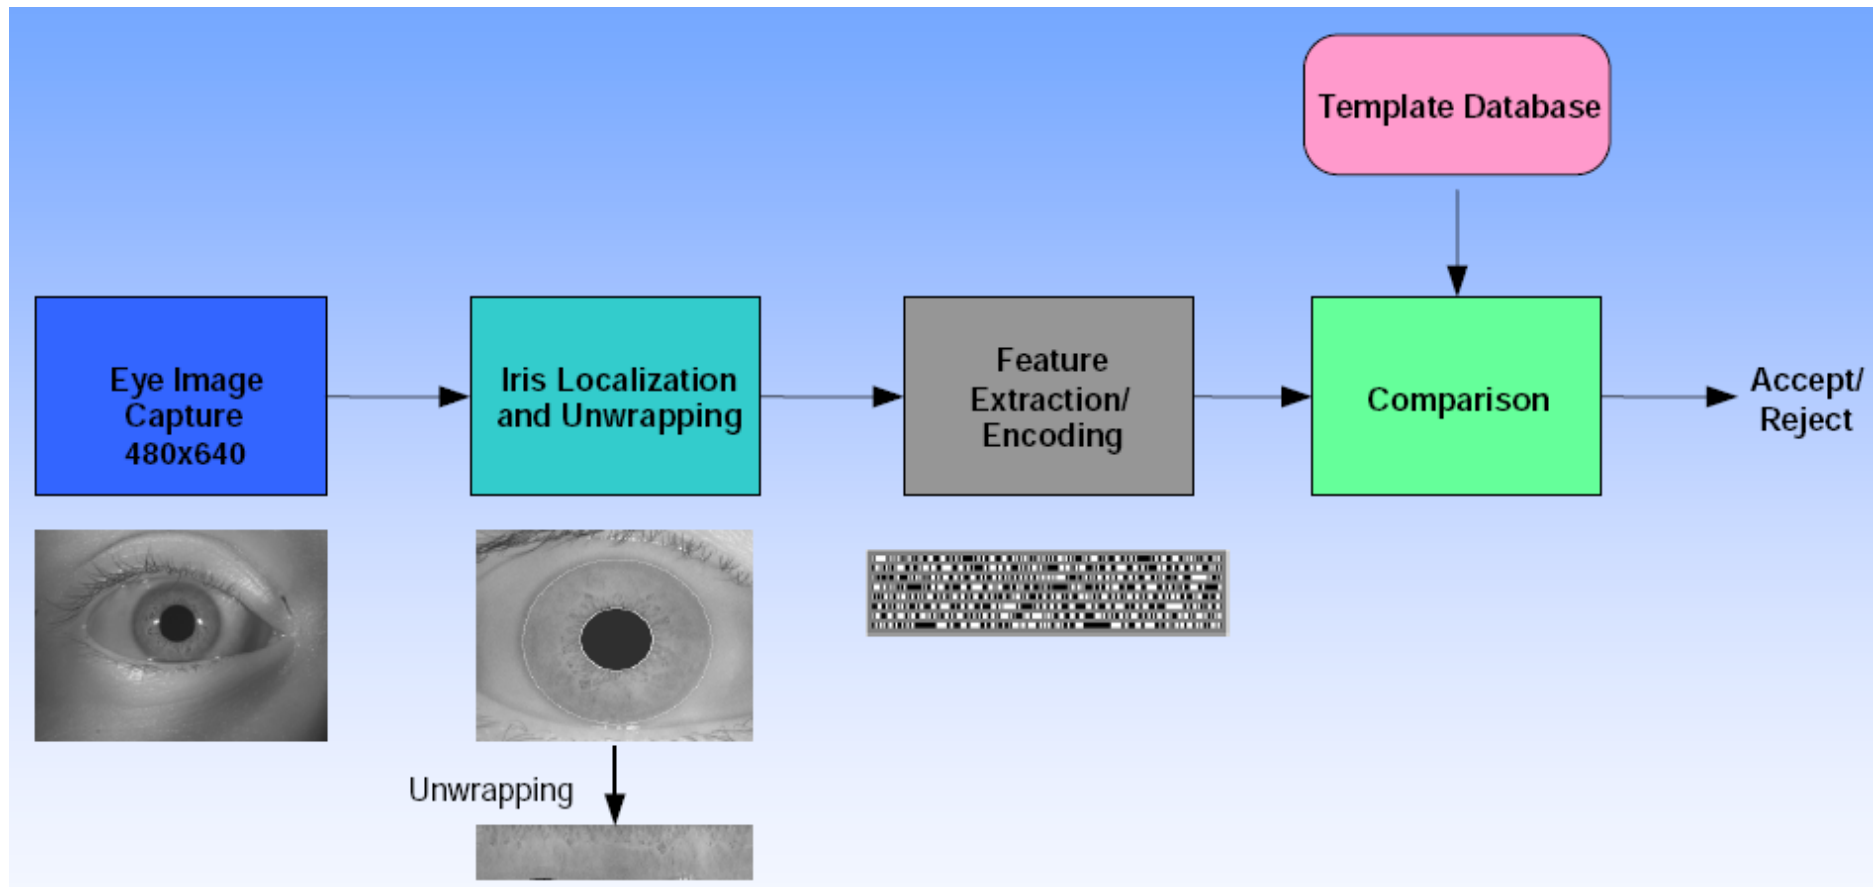 Template Database
Eye Image
Capture
480x640
Iris Localization
and Unwrapping
Feature
Extraction/
Encoding
Comparison
Accept/
Reject
Unwrapping